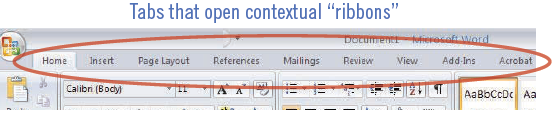 Tabs that open contextual “ribbons”
Document1 - Microsoft Word
Home Insert Page Layout References Mailings Review View Add-Ins Acrobat
Calibri (Body) 11 A A
AaBbCcDc Aa